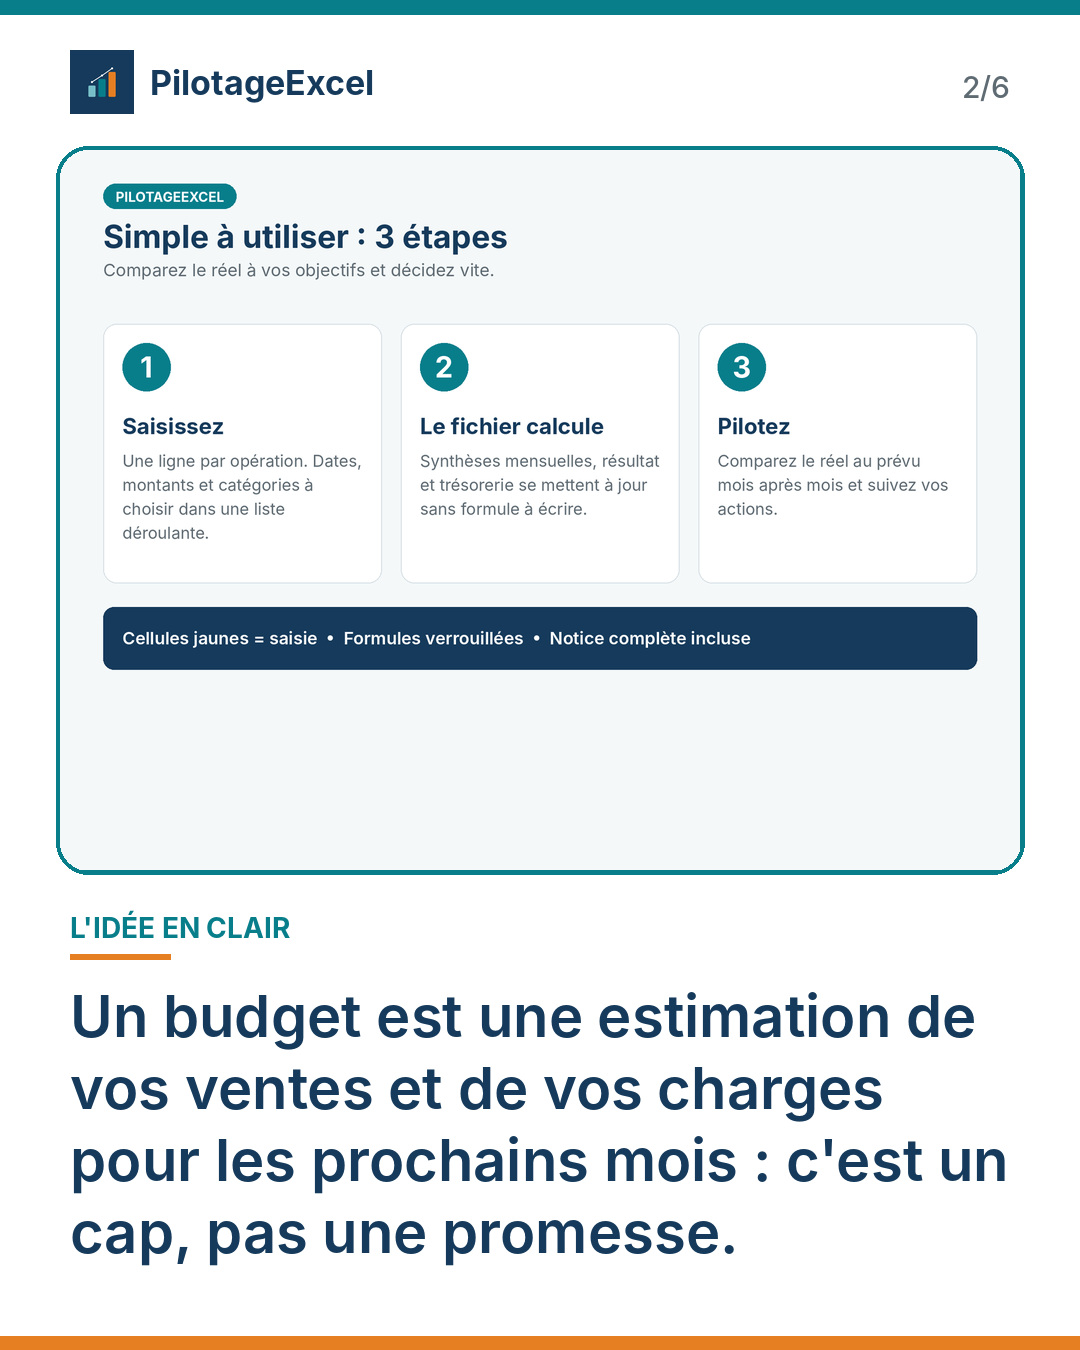 PilotageExcel
2/6
PILOTAGEEXCEL
Simple à utiliser : 3 étapes
Comparez le réel à vos objectifs et décidez vite.
1
Saisissez
Une ligne par opération. Dates,
montants et catégories à
choisir dans une liste
déroulante.
2
Le fichier calcule
Synthèses mensuelles, résultat
et trésorerie se mettent à jour
sans formule à écrire.
3
Pilotez
Comparez le réel au prévu
mois après mois et suivez vos
actions.
Cellules jaunes = saisie • Formules verrouillées • Notice complète incluse
L'IDÉE EN CLAIR
Un budget est une estimation de
vos ventes et de vos charges
pour les prochains mois : c'est un
cap, pas une promesse.